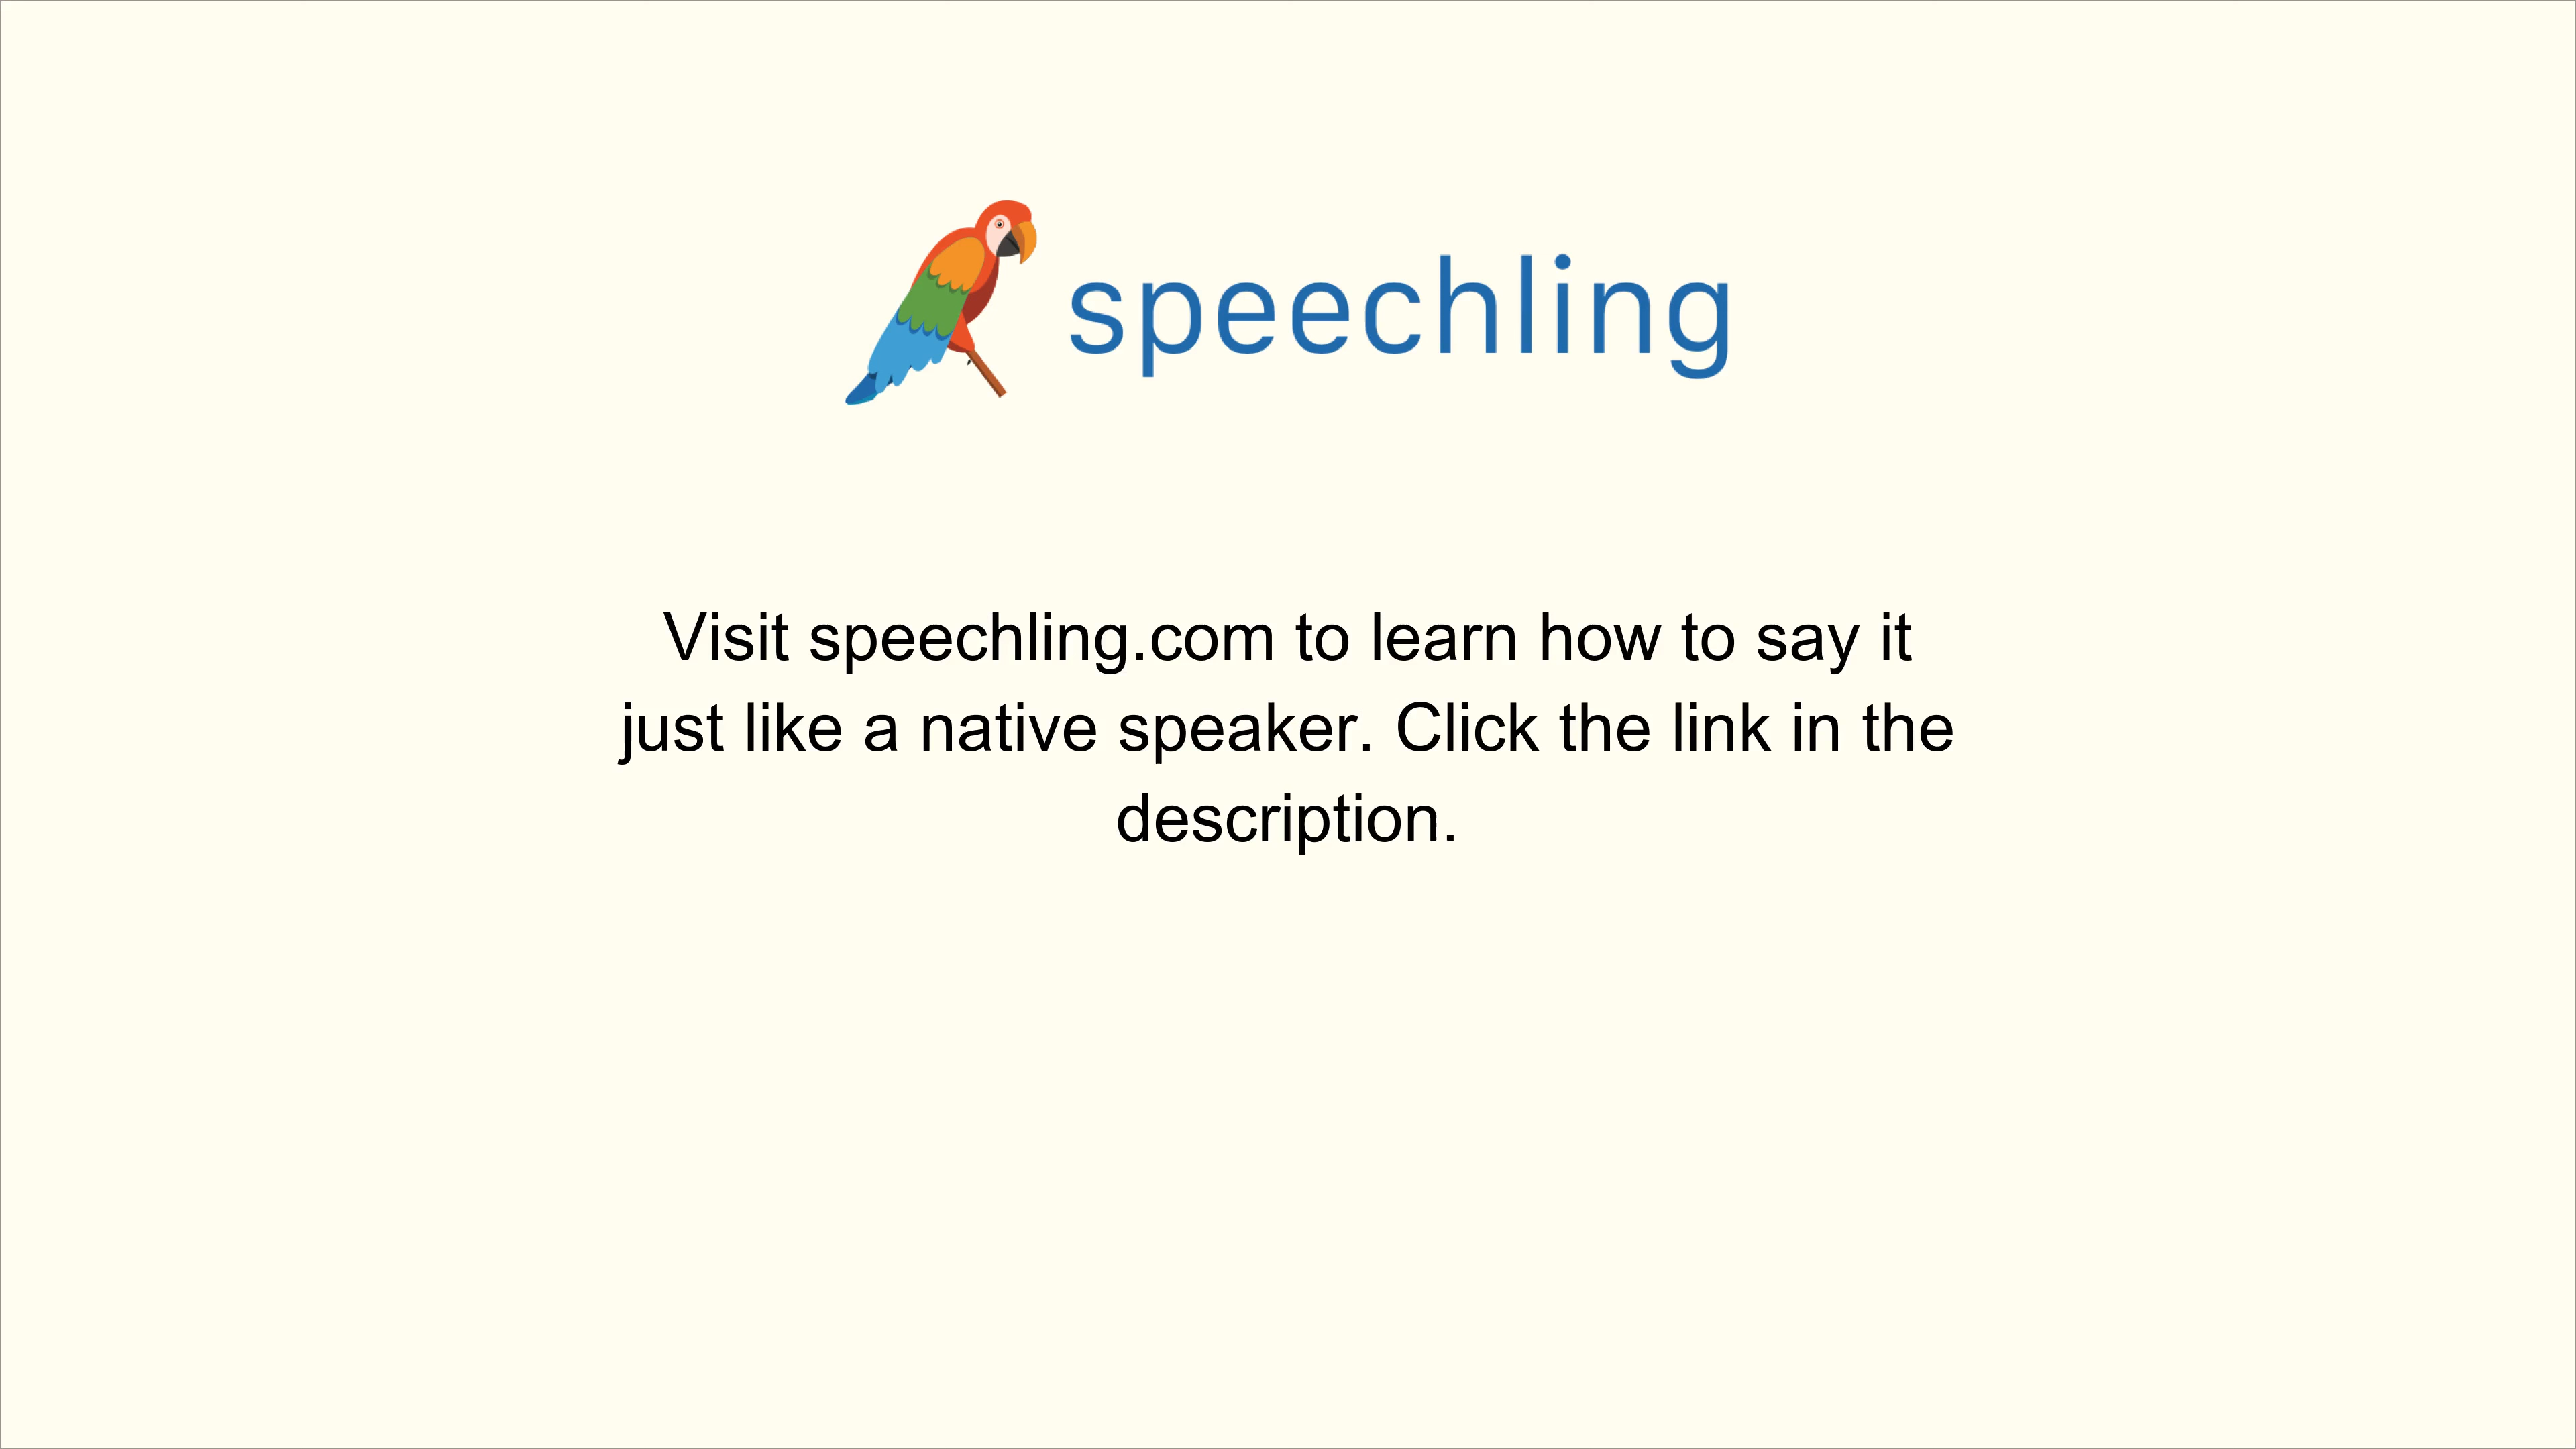 speechling
Visit speechling.com to learn how to say it
just like a native speaker. Click the link in the
description.